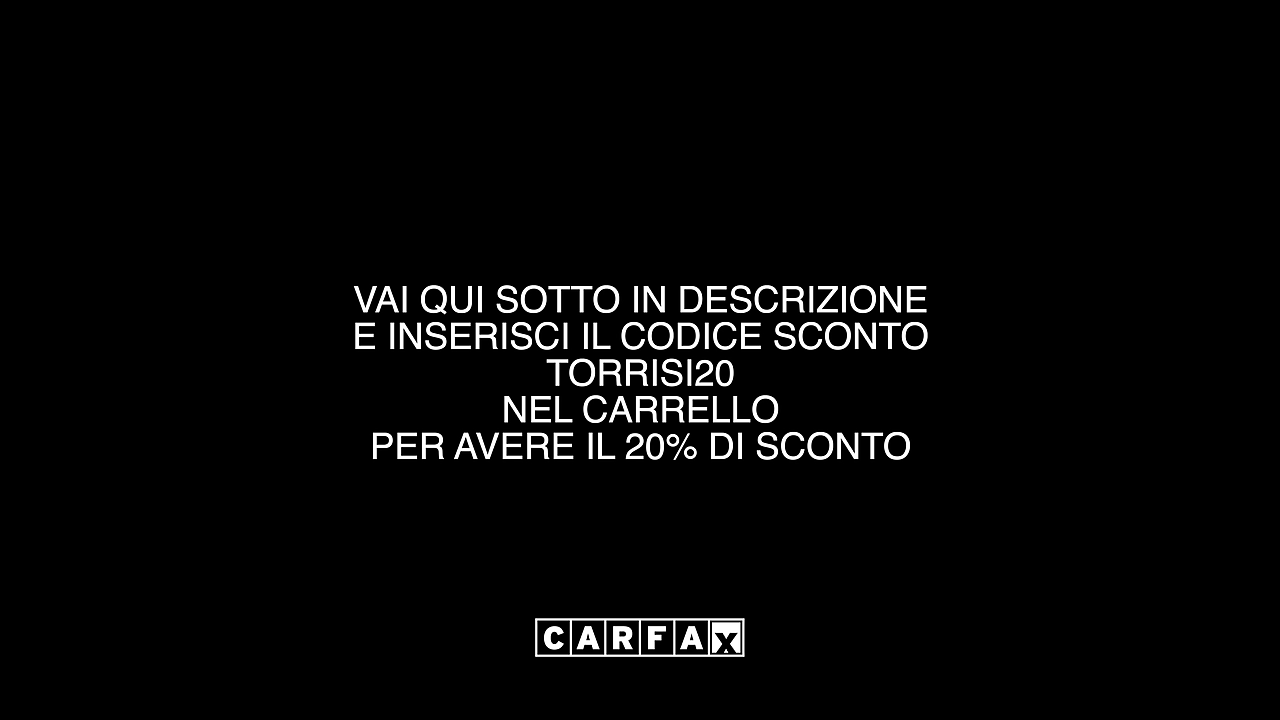 VAI QUI SOTTO IN DESCRIZIONE
E INSERISCI IL CODICE SCONTO
TORRISI20
NEL CARRELLO
PER AVERE IL 20% DI SCONTO
CARFAX